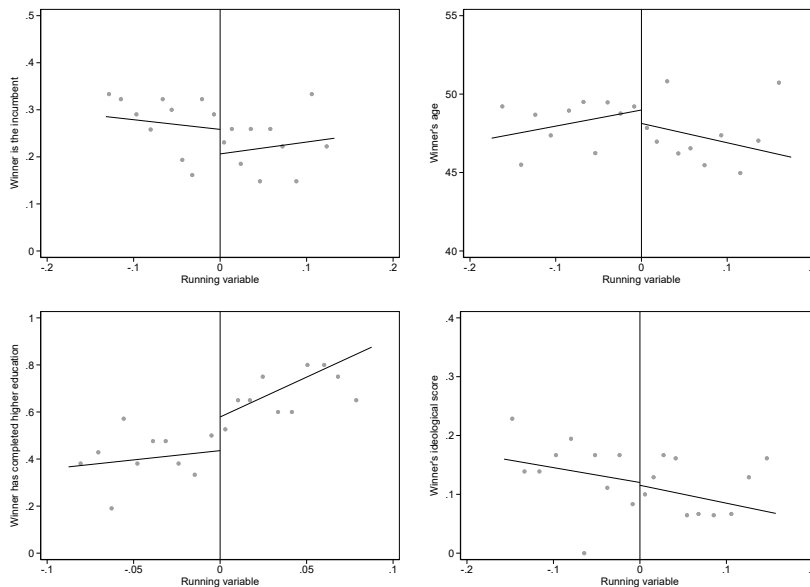 .5
.4
.3
.2
.1
0
Winner is the incumbent
-.2 -.1 0 .1 .2
Running variable
55
50
45
40
Winner's age
-.2 -.1 0 .1
Running variable
1
.8
.6
.4
.2
0
Winner has completed higher education
-.1 -.05 0 .05 .1
Running variable
.4
.3
.2
.1
0
Winner's ideological score
-.2 -.1 0 .1
Running variable